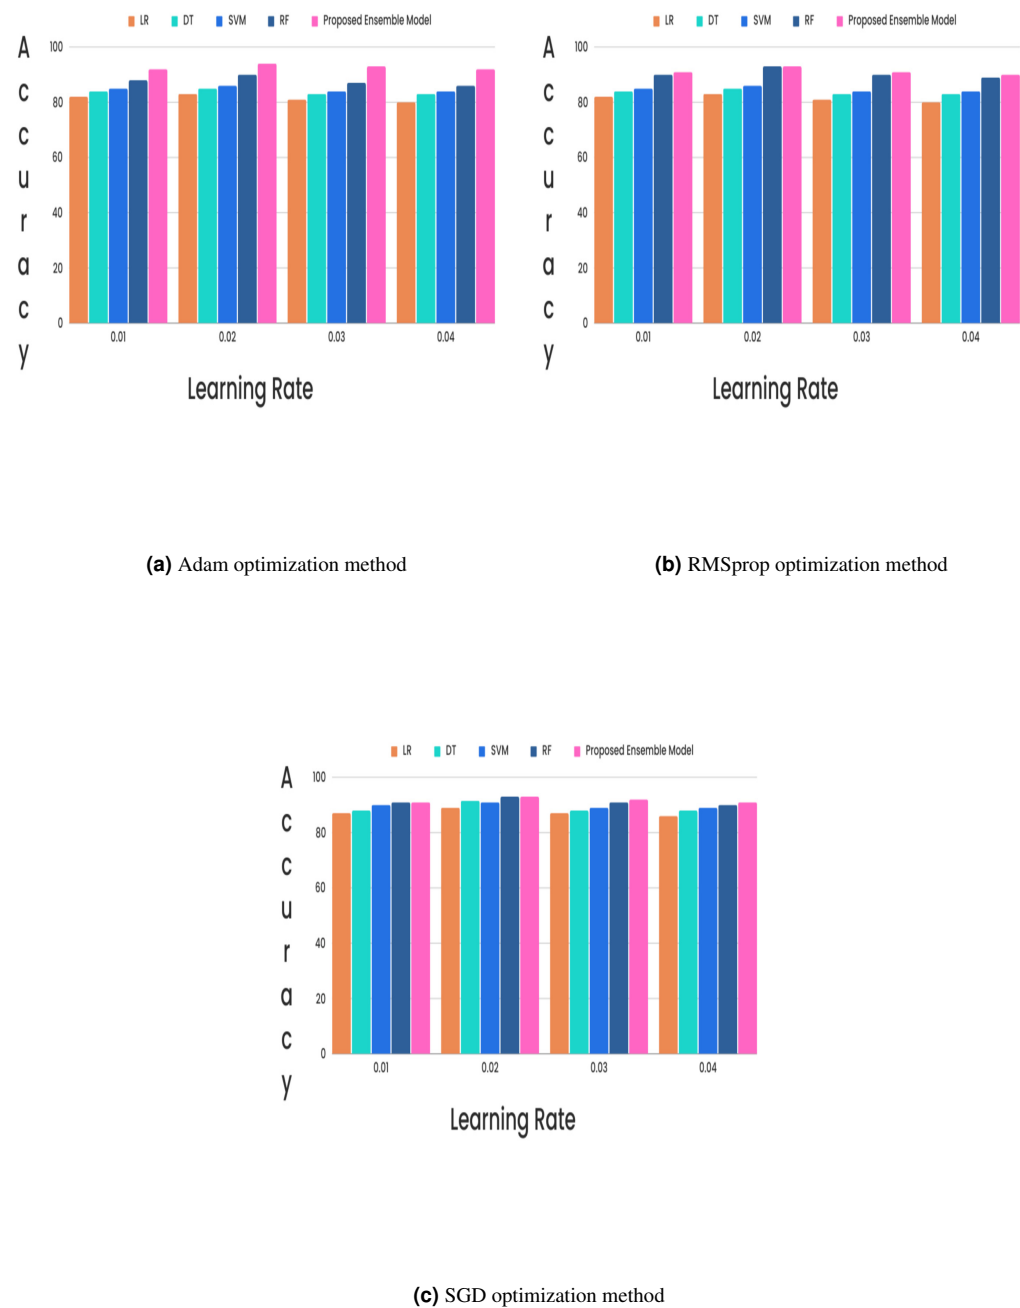 LR DT SVM RF Proposed Ensemble Model
Accuracy
100
80
60
40
20
0
0.01 0.02 0.03 0.04
Learning Rate
(a) Adam optimization method
LR DT SVM RF Proposed Ensemble Model
Accuracy
100
80
60
40
20
0
0.01 0.02 0.03 0.04
Learning Rate
(b) RMSprop optimization method
LR DT SVM RF Proposed Ensemble Model
Accuracy
100
80
60
40
20
0
0.01 0.02 0.03 0.04
Learning Rate
(c) SGD optimization method